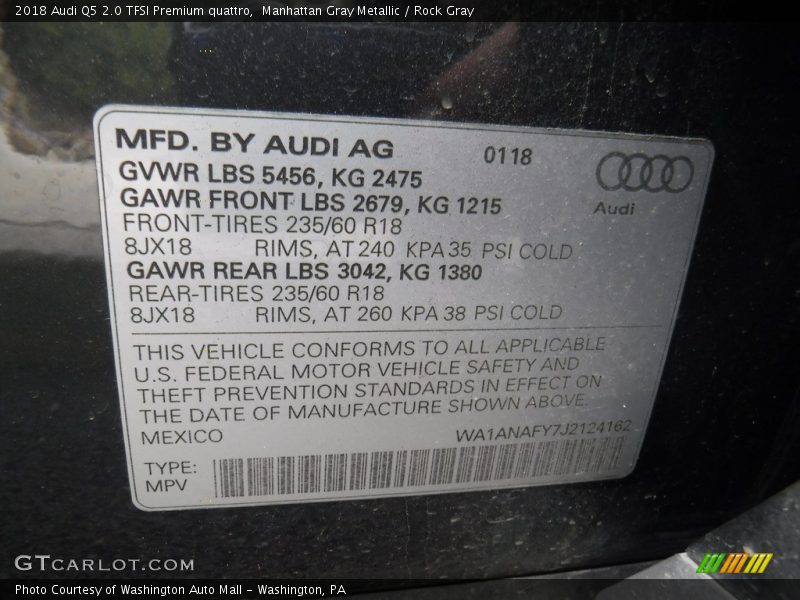 2018 Audi Q5 2.0 TFSI Premium quattro,  Manhattan Gray Metallic / Rock Gray
MFD. BY AUDI AG 0118
GVWR LBS 5456, KG 2475
GAWR FRONT LBS 2679, KG 1215
Audi
FRONT-TIRES 235/60 R18
8JX18 RIMS, AT 240 KPA 35 PSI COLD
GAWR REAR LBS 3042, KG 1380
REAR-TIRES 235/60 R18
8JX18 RIMS, AT 260 KPA 38 PSI COLD
THIS VEHICLE CONFORMS TO ALL APPLICABLE
U.S. FEDERAL MOTOR VEHICLE SAFETY AND
THEFT PREVENTION STANDARDS IN EFFECT ON
THE DATE OF MANUFACTURE SHOWN ABOVE.
MEXICO WA1ANAFY7J2124162
TYPE:
MPV
GTCARLOT.COM
Photo Courtesy of Washington Auto Mall - Washington, PA